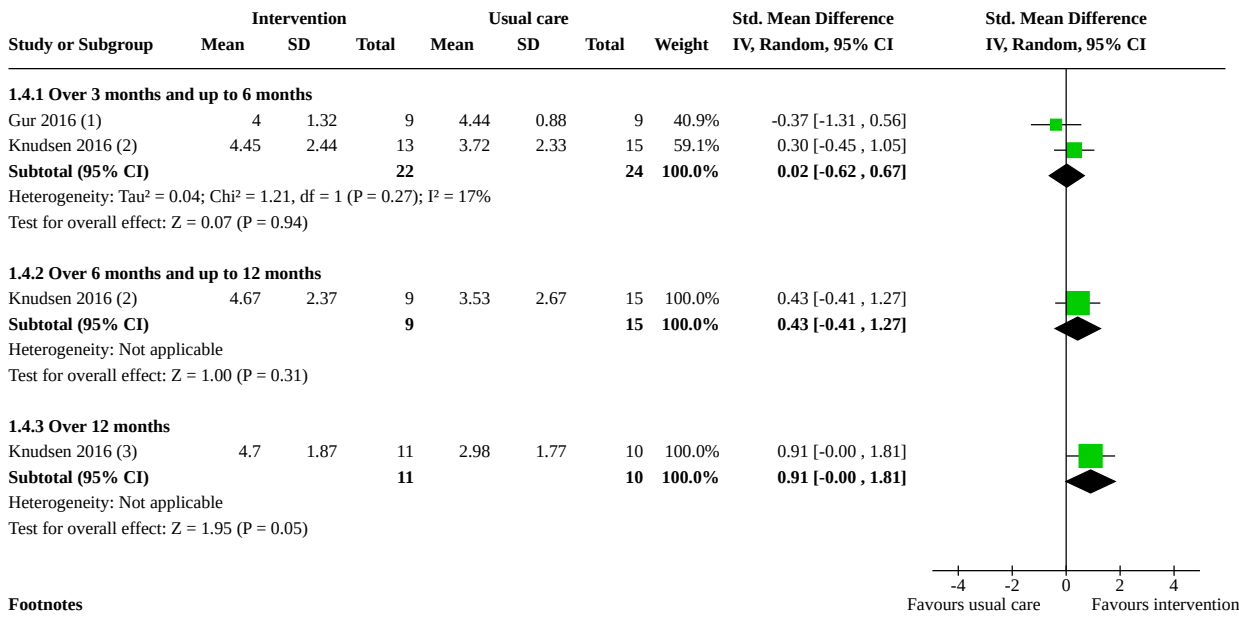 Intervention Usual care Std. Mean Difference Std. Mean Difference
Study or Subgroup Mean SD Total Mean SD Total Weight IV, Random, 95% CI IV, Random, 95% CI
1.4.1 Over 3 months and up to 6 months
Gur 2016 (1) 4 1.32 9 4.44 0.88 9 40.9% -0.37 [-1.31 , 0.56]
Knudsen 2016 (2) 4.45 2.44 13 3.72 2.33 15 59.1% 0.30 [-0.45 , 1.05]
Subtotal (95% CI) 22 24 100.0% 0.02 [-0.62 , 0.67]
Heterogeneity: Tau² = 0.04; Chi² = 1.21, df = 1 (P = 0.27); I² = 17%
Test for overall effect: Z = 0.07 (P = 0.94)
1.4.2 Over 6 months and up to 12 months
Knudsen 2016 (2) 4.67 2.37 9 3.53 2.67 15 100.0% 0.43 [-0.41 , 1.27]
Subtotal (95% CI) 9 15 100.0% 0.43 [-0.41 , 1.27]
Heterogeneity: Not applicable
Test for overall effect: Z = 1.00 (P = 0.31)
1.4.3 Over 12 months
Knudsen 2016 (3) 4.7 1.87 11 2.98 1.77 10 100.0% 0.91 [-0.00 , 1.81]
Subtotal (95% CI) 11 10 100.0% 0.91 [-0.00 , 1.81]
Heterogeneity: Not applicable
Test for overall effect: Z = 1.95 (P = 0.05)
-4 -2 0 2 4
Footnotes Favours usual care Favours intervention